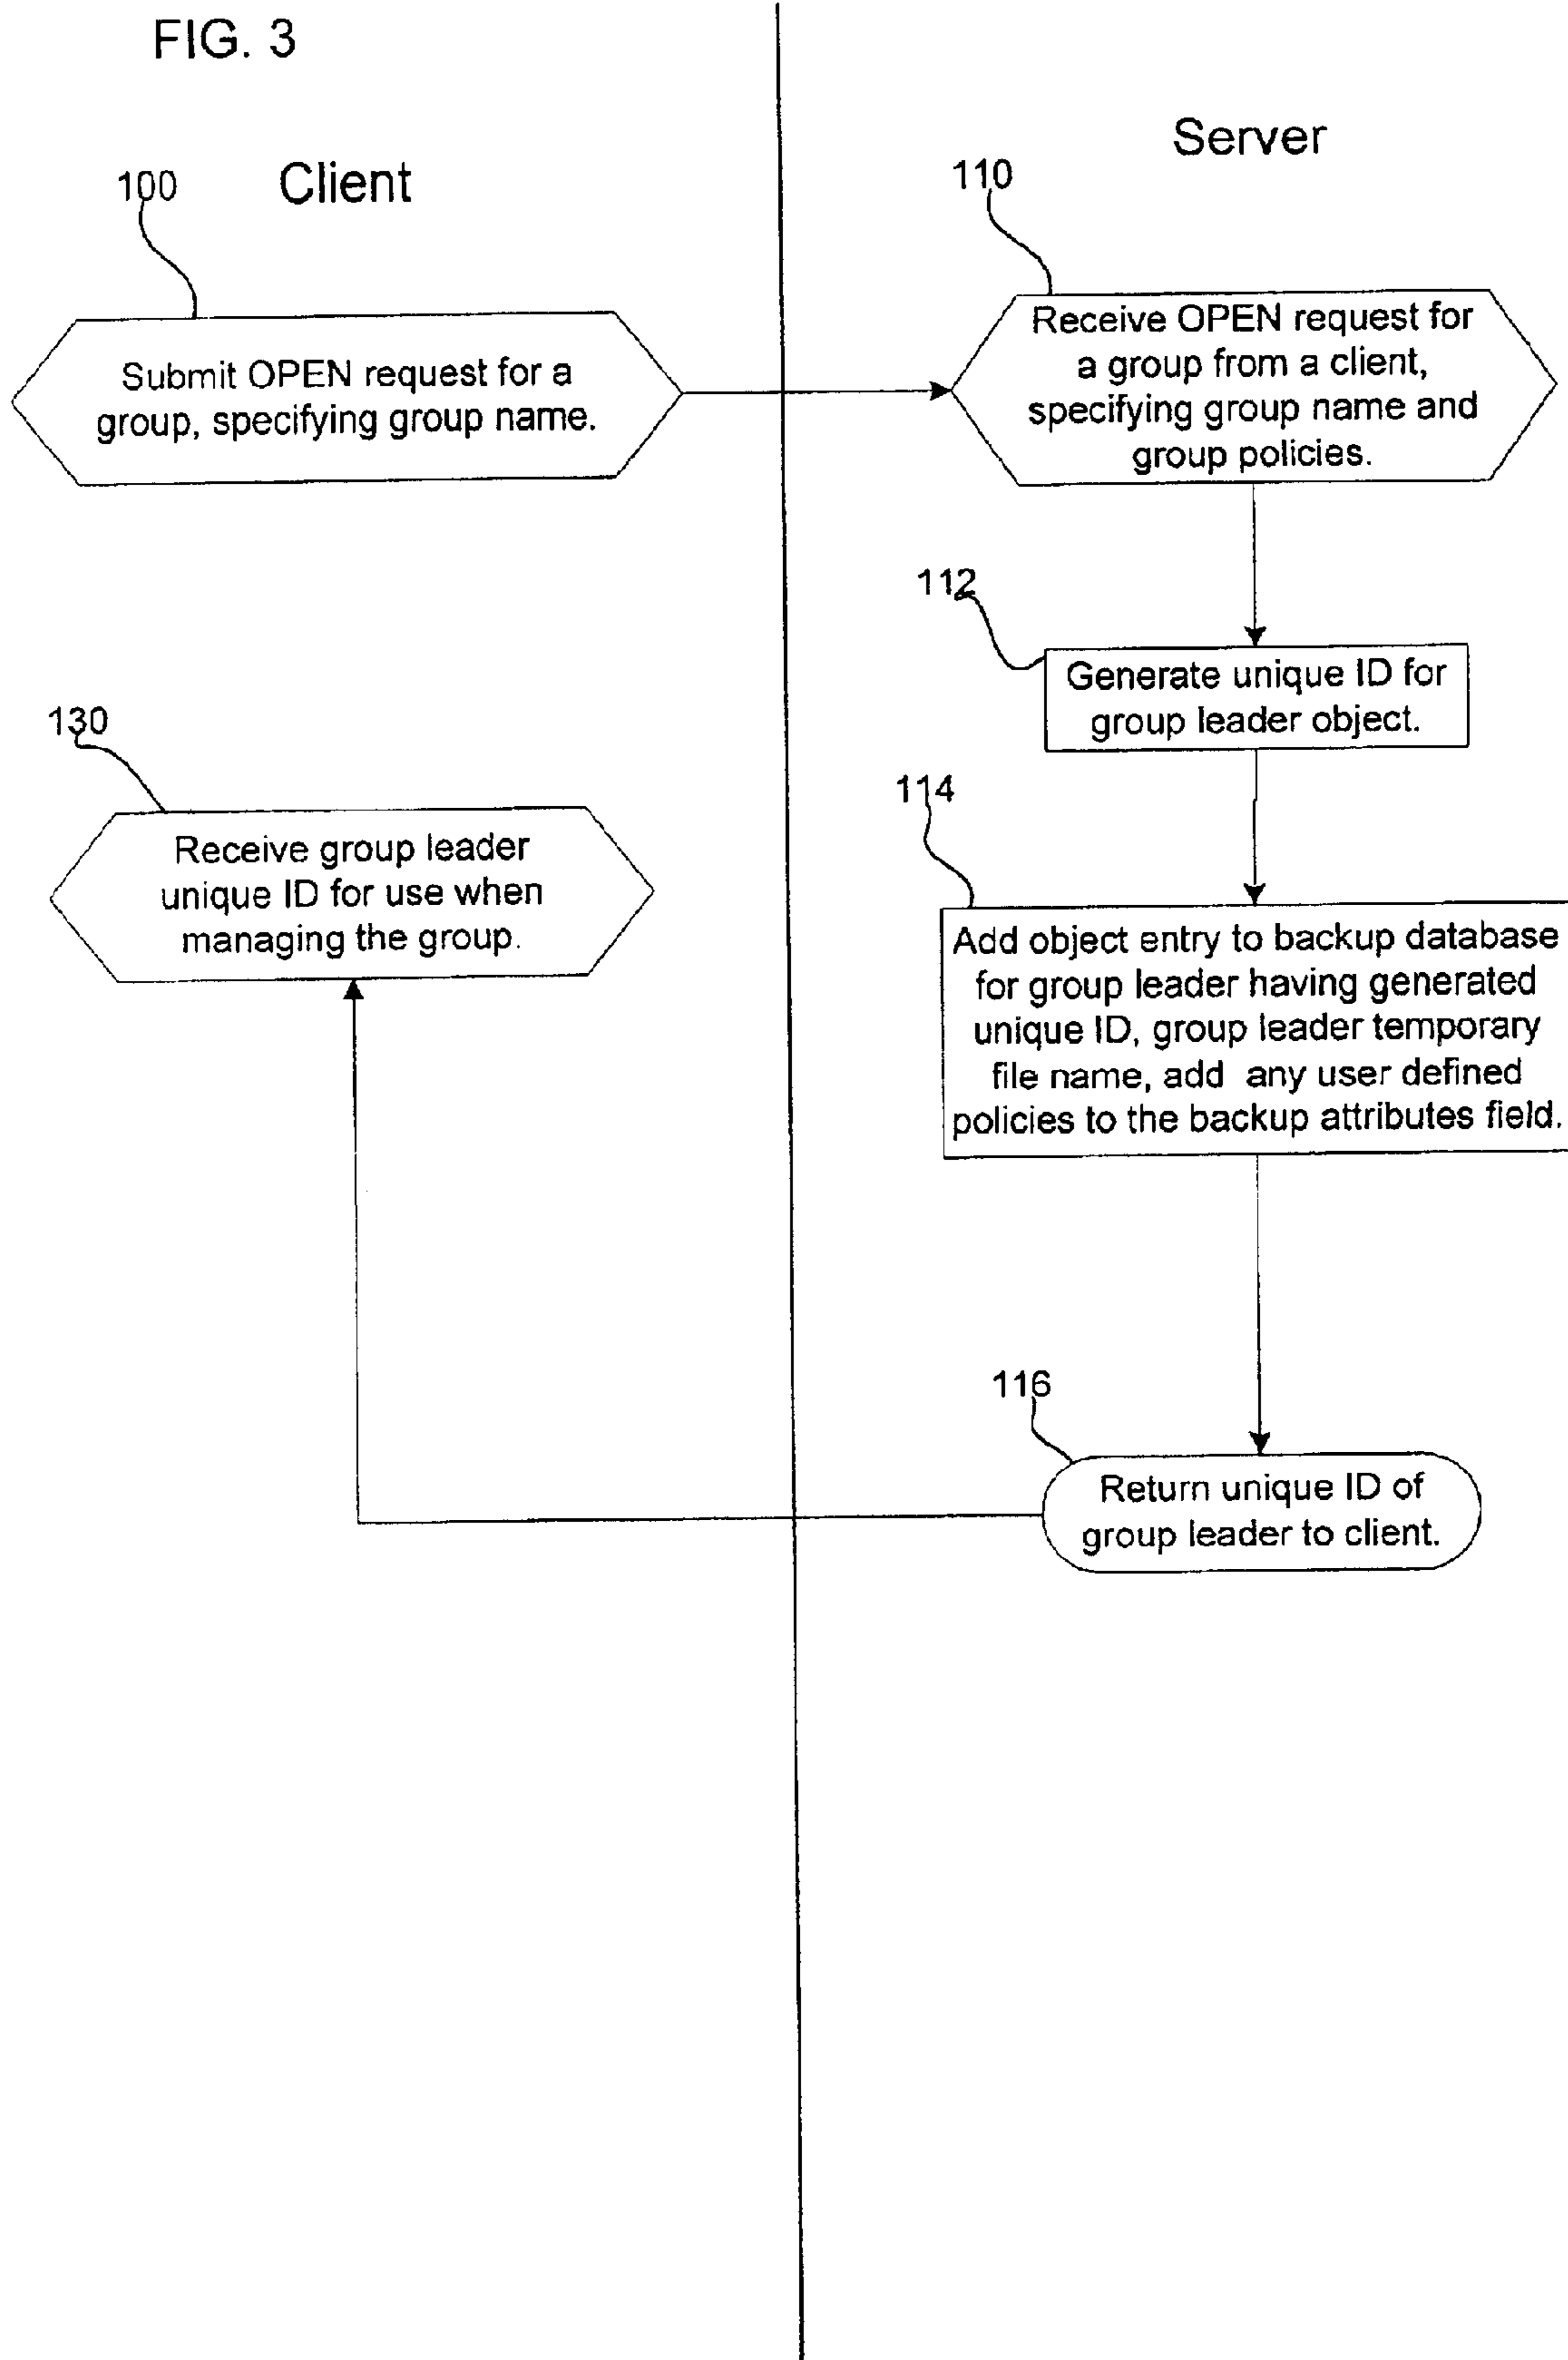 FIG. 3
Client
Server
100
Submit OPEN request for a
group, specifying group name.
110
Receive OPEN request for
a group from a client,
specifying group name and
group policies.
112
Generate unique ID for
group leader object.
130
Receive group leader
unique ID for use when
managing the group.
114
Add object entry to backup database
for group leader having generated
unique ID, group leader temporary
file name, add any user defined
policies to the backup attributes field.
116
Return unique ID of
group leader to client.